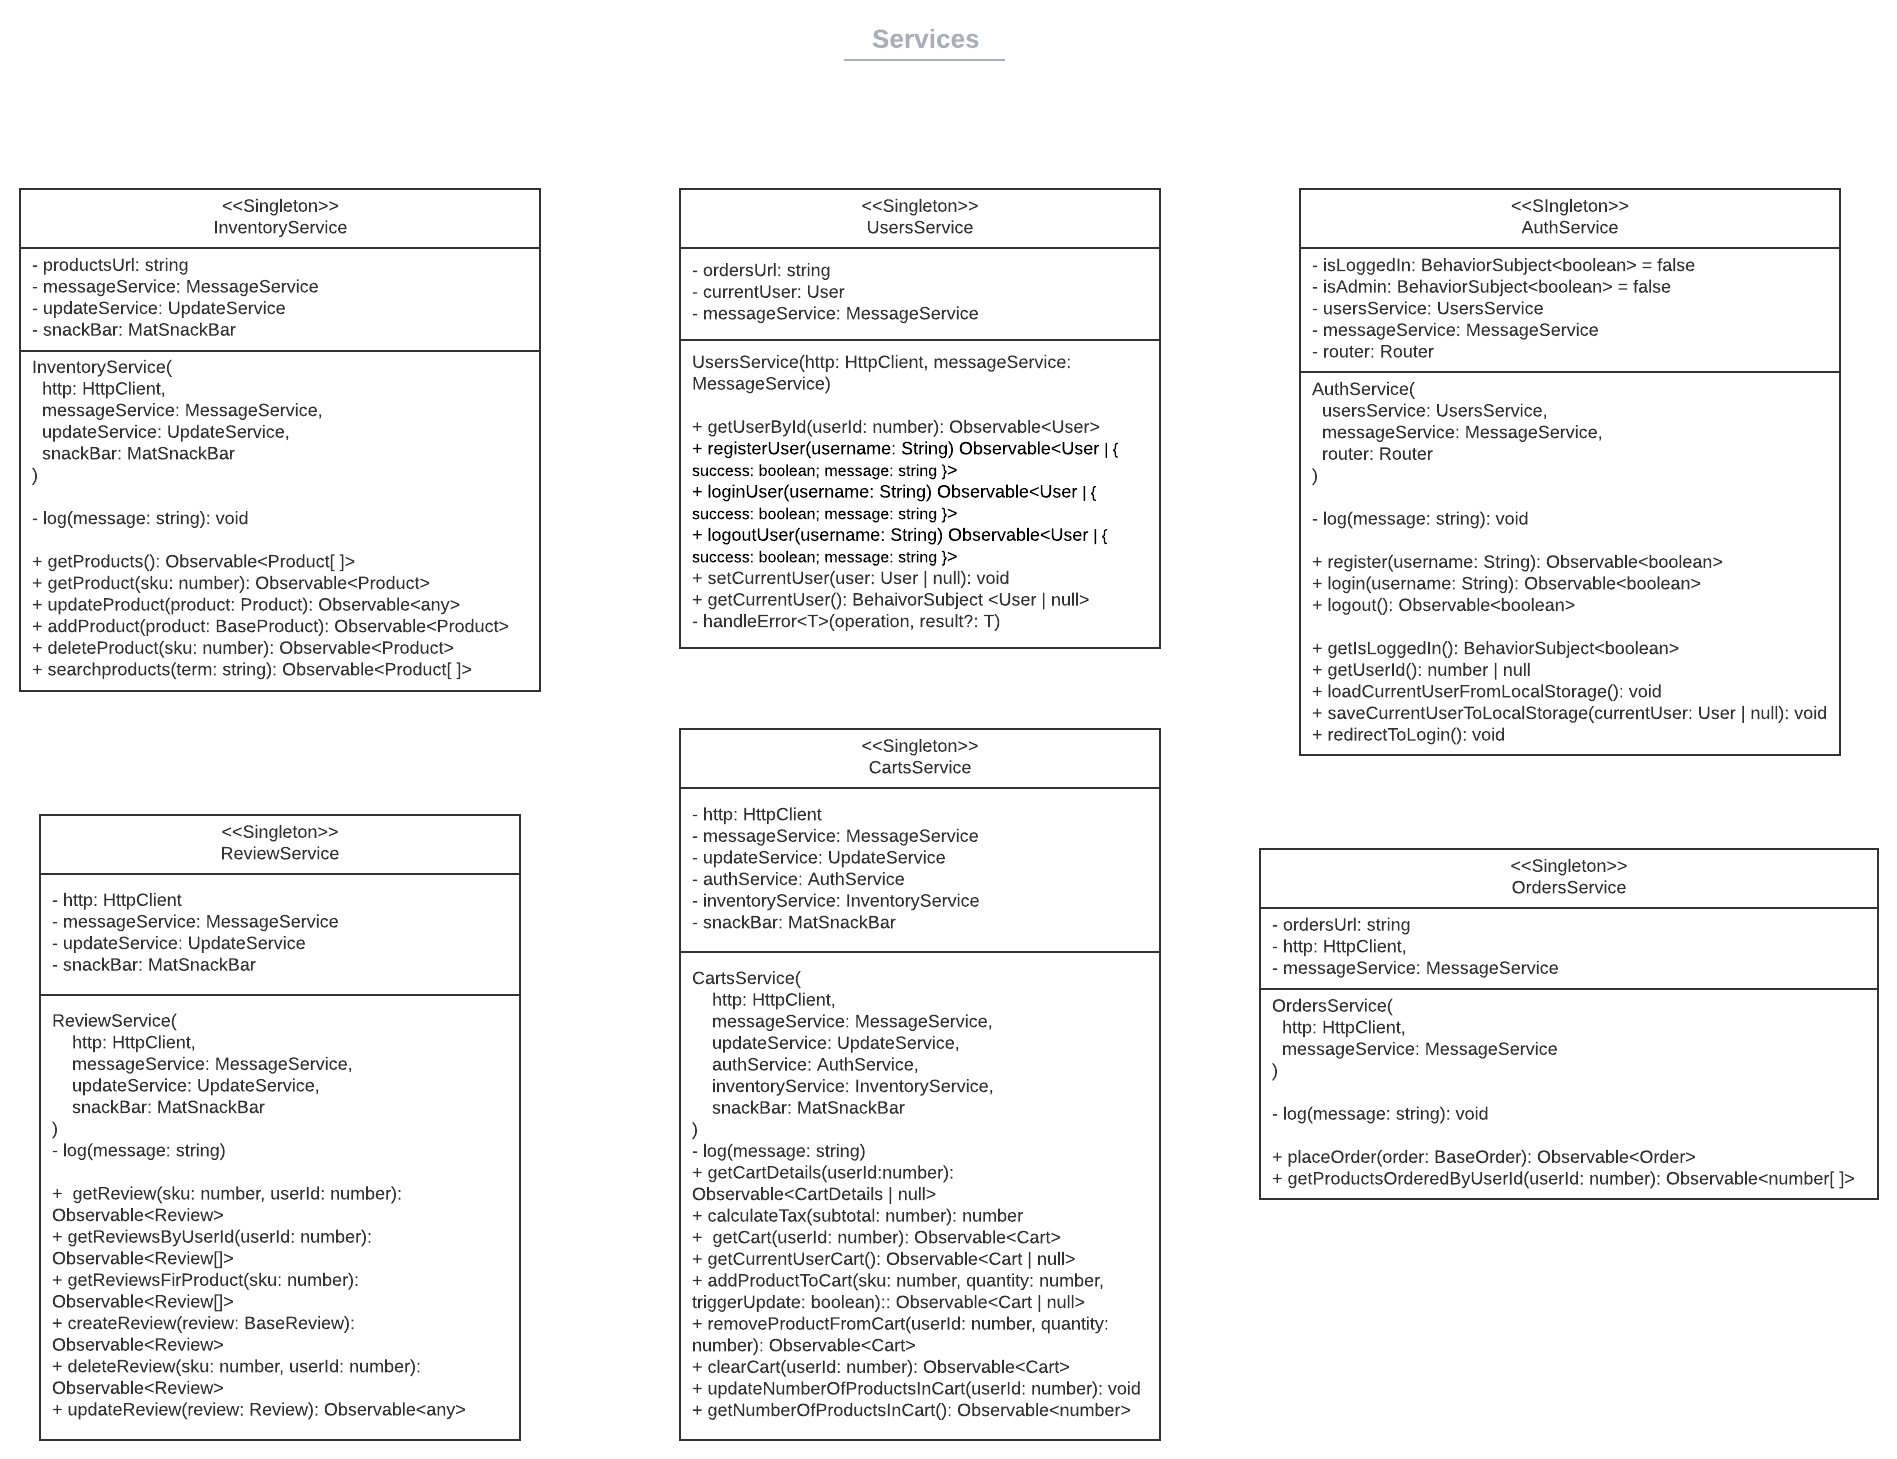 Services
<<Singleton>>
InventoryService
- productsUrl: string
- messageService: MessageService
- updateService: UpdateService
- snackBar: MatSnackBar
InventoryService(
http: HttpClient,
messageService: MessageService,
updateService: UpdateService,
snackBar: MatSnackBar
)
- log(message: string): void
+ getProducts(): Observable<Product[ ]>
+ getProduct(sku: number): Observable<Product>
+ updateProduct(product: Product): Observable<any>
+ addProduct(product: BaseProduct): Observable<Product>
+ deleteProduct(sku: number): Observable<Product>
+ searchproducts(term: string): Observable<Product[ ]>
<<Singleton>>
UsersService
- ordersUrl: string
- currentUser: User
- messageService: MessageService
UsersService(http: HttpClient, messageService:
MessageService)
+ getUserById(userId: number): Observable<User>
+ registerUser(username: String) Observable<User | {
success: boolean; message: string }>
+ loginUser(username: String) Observable<User | {
success: boolean; message: string }>
+ logoutUser(username: String) Observable<User | {
success: boolean; message: string }>
+ setCurrentUser(user: User | null): void
+ getCurrentUser(): BehaivorSubject <User | null>
- handleError<T>(operation, result?: T)
<<SIngleton>>
AuthService
- isLoggedIn: BehaviorSubject<boolean> = false
- isAdmin: BehaviorSubject<boolean> = false
- usersService: UsersService
- messageService: MessageService
- router: Router
AuthService(
usersService: UsersService,
messageService: MessageService,
router: Router
)
- log(message: string): void
+ register(username: String): Observable<boolean>
+ login(username: String): Observable<boolean>
+ logout(): Observable<boolean>
+ getIsLoggedIn(): BehaviorSubject<boolean>
+ getUserId(): number | null
+ loadCurrentUserFromLocalStorage(): void
+ saveCurrentUserToLocalStorage(currentUser: User | null): void
+ redirectToLogin(): void
<<Singleton>>
ReviewService
- http: HttpClient
- messageService: MessageService
- updateService: UpdateService
- snackBar: MatSnackBar
ReviewService(
http: HttpClient,
messageService: MessageService,
updateService: UpdateService,
snackBar: MatSnackBar
)
- log(message: string)
+  getReview(sku: number, userId: number):
Observable<Review>
+ getReviewsByUserId(userId: number):
Observable<Review[]>
+ getReviewsFirProduct(sku: number):
Observable<Review[]>
+ createReview(review: BaseReview):
Observable<Review>
+ deleteReview(sku: number, userId: number):
Observable<Review>
+ updateReview(review: Review): Observable<any>
<<Singleton>>
CartsService
- http: HttpClient
- messageService: MessageService
- updateService: UpdateService
- authService: AuthService
- inventoryService: InventoryService
- snackBar: MatSnackBar
CartsService(
http: HttpClient,
messageService: MessageService,
updateService: UpdateService,
authService: AuthService,
inventoryService: InventoryService,
snackBar: MatSnackBar
)
- log(message: string)
+ getCartDetails(userId:number):
Observable<CartDetails | null>
+ calculateTax(subtotal: number): number
+  getCart(userId: number): Observable<Cart>
+ getCurrentUserCart(): Observable<Cart | null>
+ addProductToCart(sku: number, quantity: number,
triggerUpdate: boolean):: Observable<Cart | null>
+ removeProductFromCart(userId: number, quantity:
number): Observable<Cart>
+ clearCart(userId: number): Observable<Cart>
+ updateNumberOfProductsInCart(userId: number): void
+ getNumberOfProductsInCart(): Observable<number>
<<Singleton>>
OrdersService
- ordersUrl: string
- http: HttpClient,
- messageService: MessageService
OrdersService(
http: HttpClient,
messageService: MessageService
)
- log(message: string): void
+ placeOrder(order: BaseOrder): Observable<Order>
+ getProductsOrderedByUserId(userId: number): Observable<number[ ]>